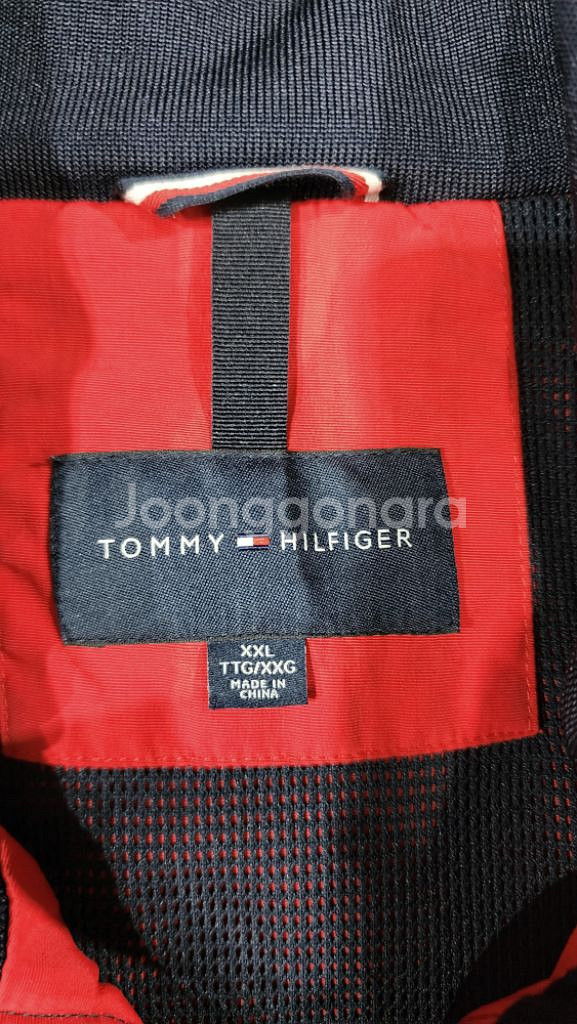 Joonggonara
TOMMY HILFIGER
XXL
TTG/XXG
MADE IN
CHINA